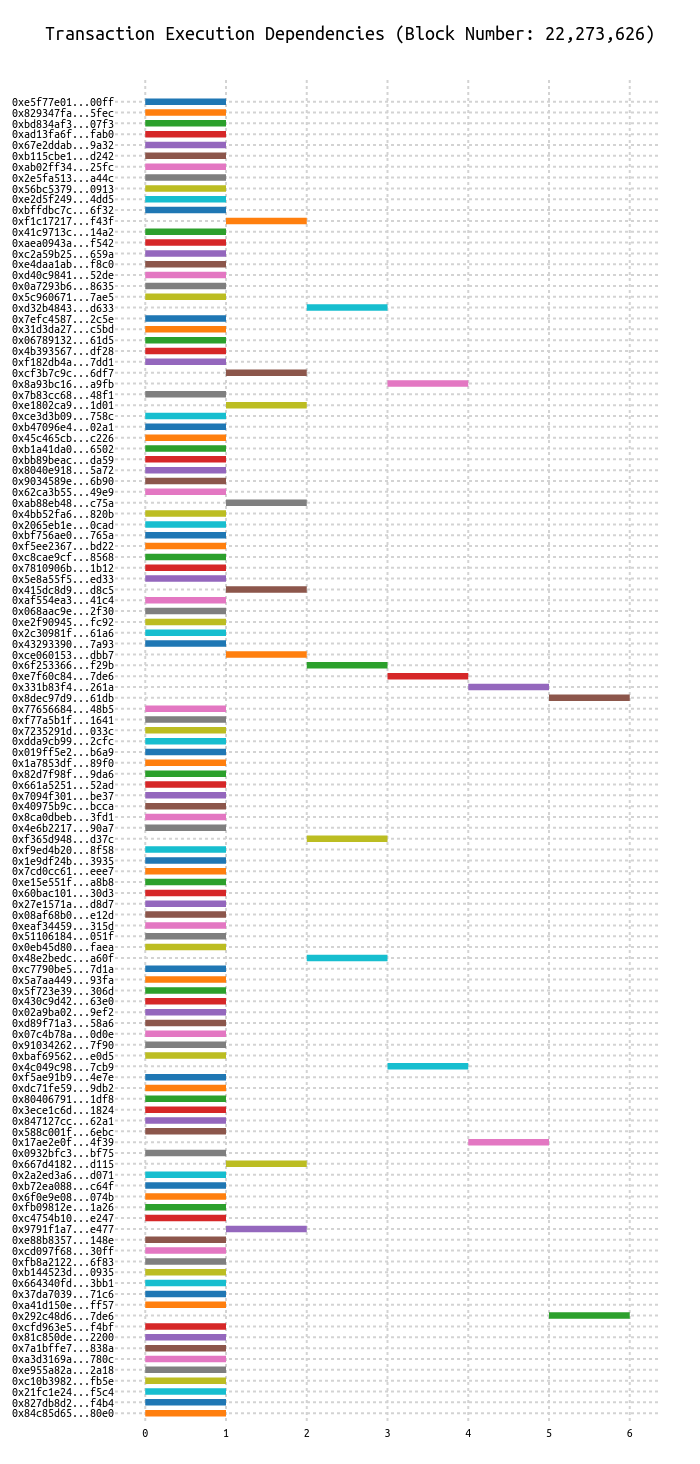 Transaction Execution Dependencies (Block Number: 22,273,626)
0xe5f77e01...00ff
0x829347fa...5fec
0xbd834af3...07f3
0xad13fa6f...fab0
0x67e2ddab...9a32
0xb115cbe1...d242
0xab02ff34...25fc
0x2e5fa513...a44c
0x56bc5379...0913
0xe2d5f249...4dd5
0xbffdbc7c...6f32
0xf1c17217...f43f
0x41c9713c...14a2
0xaea0943a...f542
0xc2a59b25...659a
0xe4daa1ab...f8c0
0xd40c9841...52de
0x0a7293b6...8635
0x5c960671...7ae5
0xd32b4843...d633
0x7efc4587...2c5e
0x31d3da27...c5bd
0x06789132...61d5
0x4b393567...df28
0xf182db4a...7dd1
0xcf3b7c9c...6df7
0x8a93bc16...a9fb
0x7b83cc68...48f1
0xe1802ca9...1d01
0xce3d3b09...758c
0xb47096e4...02a1
0x45c465cb...c226
0xb1a41da0...6502
0xbb89beac...da59
0x8040e918...5a72
0x9034589e...6b90
0x62ca3b55...49e9
0xab88eb48...c75a
0x4bb52fa6...820b
0x2065eb1e...0cad
0xbf756ae0...765a
0xf5ee2367...bd22
0xc8cae9cf...8568
0x7810906b...1b12
0x5e8a55f5...ed33
0x415dc8d9...d8c5
0xaf554ea3...41c4
0x068aac9e...2f30
0xe2f90945...fc92
0x2c30981f...61a6
0x43293390...7a93
0xce060153...dbb7
0x6f253366...f29b
0xe7f60c84...7de6
0x331b83f4...261a
0x8dec97d9...61db
0x77656684...48b5
0xf77a5b1f...1641
0x7235291d...033c
0xdda9cb99...2cfc
0x019ff5e2...b6a9
0x1a7853df...89f0
0x82d7f98f...9da6
0x661a5251...52ad
0x7094f301...be37
0x40975b9c...bcca
0x8ca0dbeb...3fd1
0x4e6b2217...90a7
0xf365d948...d37c
0xf9ed4b20...8f58
0x1e9df24b...3935
0x7cd0cc61...eee7
0xe15e551f...a8b8
0x60bac101...30d3
0x27e1571a...d8d7
0x08af68b0...e12d
0xeaf34459...315d
0x51106184...051f
0x0eb45d80...faea
0x48e2bedc...a60f
0xc7790be5...7d1a
0x5a7aa449...93fa
0x5f723e39...306d
0x430c9d42...63e0
0x02a9ba02...9ef2
0xd89f71a3...58a6
0x07c4b78a...0d0e
0x91034262...7f90
0xbaf69562...e0d5
0x4c049c98...7cb9
0xf5ae91b9...4e7e
0xdc71fe59...9db2
0x80406791...1df8
0x3ece1c6d...1824
0x847127cc...62a1
0x588c001f...6ebc
0x17ae2e0f...4f39
0x0932bfc3...bf75
0x667d4182...d115
0x2a2ed3a6...d071
0xb72ea088...c64f
0x6f0e9e08...074b
0xfb09812e...1a26
0xc4754b10...e247
0x9791f1a7...e477
0xe88b8357...148e
0xcd097f68...30ff
0xfb8a2122...6f83
0xb144523d...0935
0x664340fd...3bb1
0x37da7039...71c6
0xa41d150e...ff57
0x292c48d6...7de6
0xcfd963e5...f4bf
0x81c850de...2200
0x7a1bffe7...838a
0xa3d3169a...780c
0xe955a82a...2a18
0xc10b3982...fb5e
0x21fc1e24...f5c4
0x827db8d2...f4b4
0x84c85d65...80e0
0 1 2 3 4 5 6